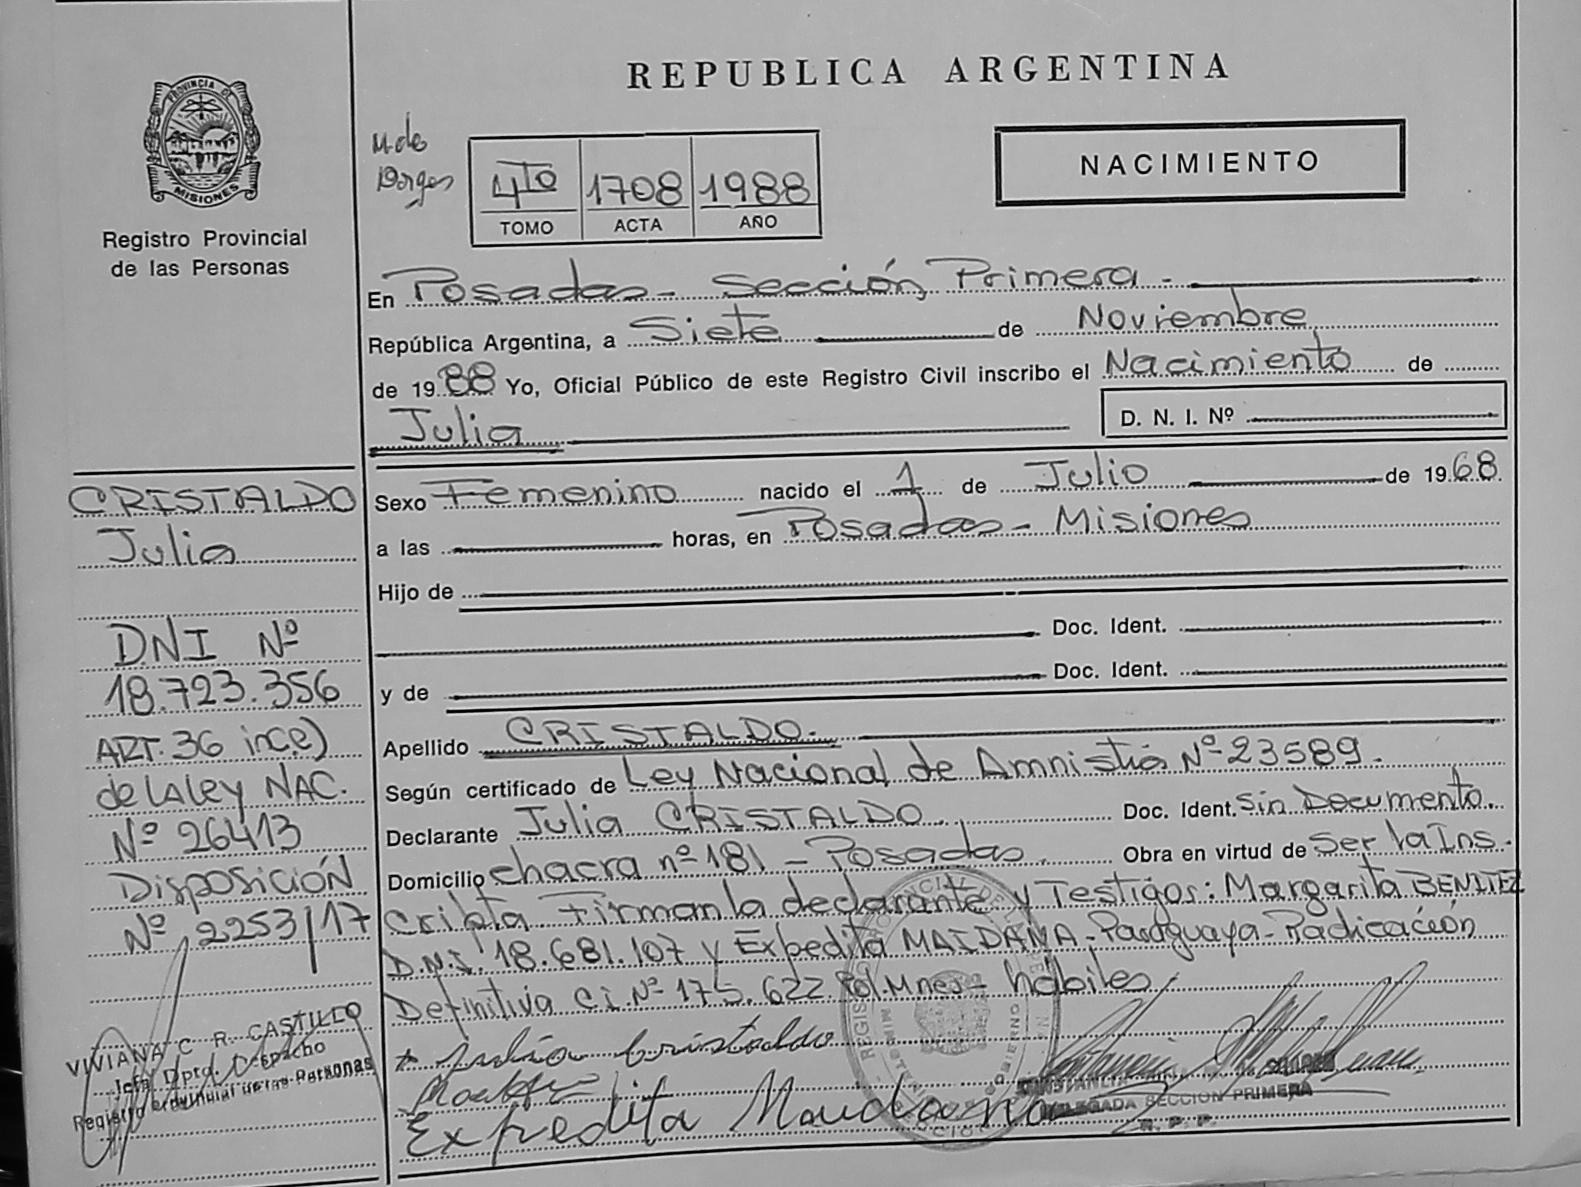 REPUBLICA ARGENTINA
PROVINCIA DE
MISIONES
Registro Provincial
de las Personas
M de
Borges
4TO 1708 1988
TOMO ACTA AÑO
NACIMIENTO
En Posadas - Sección Primera -
República Argentina, a Siete de Noviembre
de 1988 Yo, Oficial Público de este Registro Civil inscribo el Nacimiento de
Julia
D. N. I. Nº
CRISTALDO
Julia
DNI Nº
18.723.356
ART. 36 inc e)
de la ley NAC.
Nº 26413
Disposición
Nº 2253/17
VIVIANA C. R. CASTILLO
Jefa Dpto. Despacho
Registro Provincial de las Personas
Sexo Femenino nacido el 1 de Julio de 1968
a las horas, en Posadas - Misiones
Hijo de
Doc. Ident.
y de Doc. Ident.
Apellido CRISTALDO.
Según certificado de Ley Nacional de Amnistia Nº 23589.
Declarante Julia CRISTALDO. Doc. Ident. Sin Documento.
Domicilio chacra nº 181 - Posadas. Obra en virtud de Ser la Ins.
cripta Firman la declarante y Testigos: Margarita BENITEZ
D.N.I. 18.681.107 y Expedita MAIDANA - Paraguaya - Radicación
Definitiva C.I. Nº 175.622 Pol. Mnes - hábiles
Julia Cristaldo
Expedita Maidana
DELEGADA SECCION PRIMERA
R. P. P.